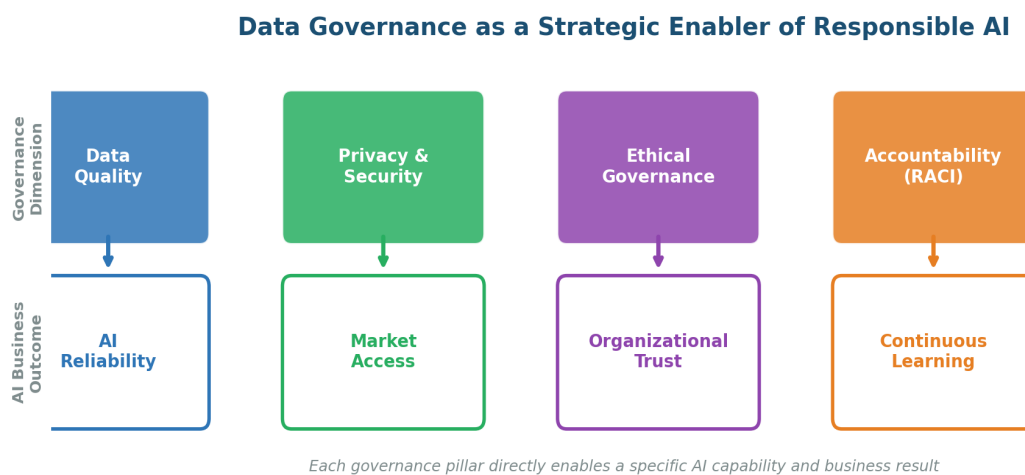 Data Governance as a Strategic Enabler of Responsible AI
Governance
Dimension
Data
Quality
Privacy &
Security
Ethical
Governance
Accountability
(RACI)
AI Business
Outcome
AI
Reliability
Market
Access
Organizational
Trust
Continuous
Learning
Each governance pillar directly enables a specific AI capability and business result